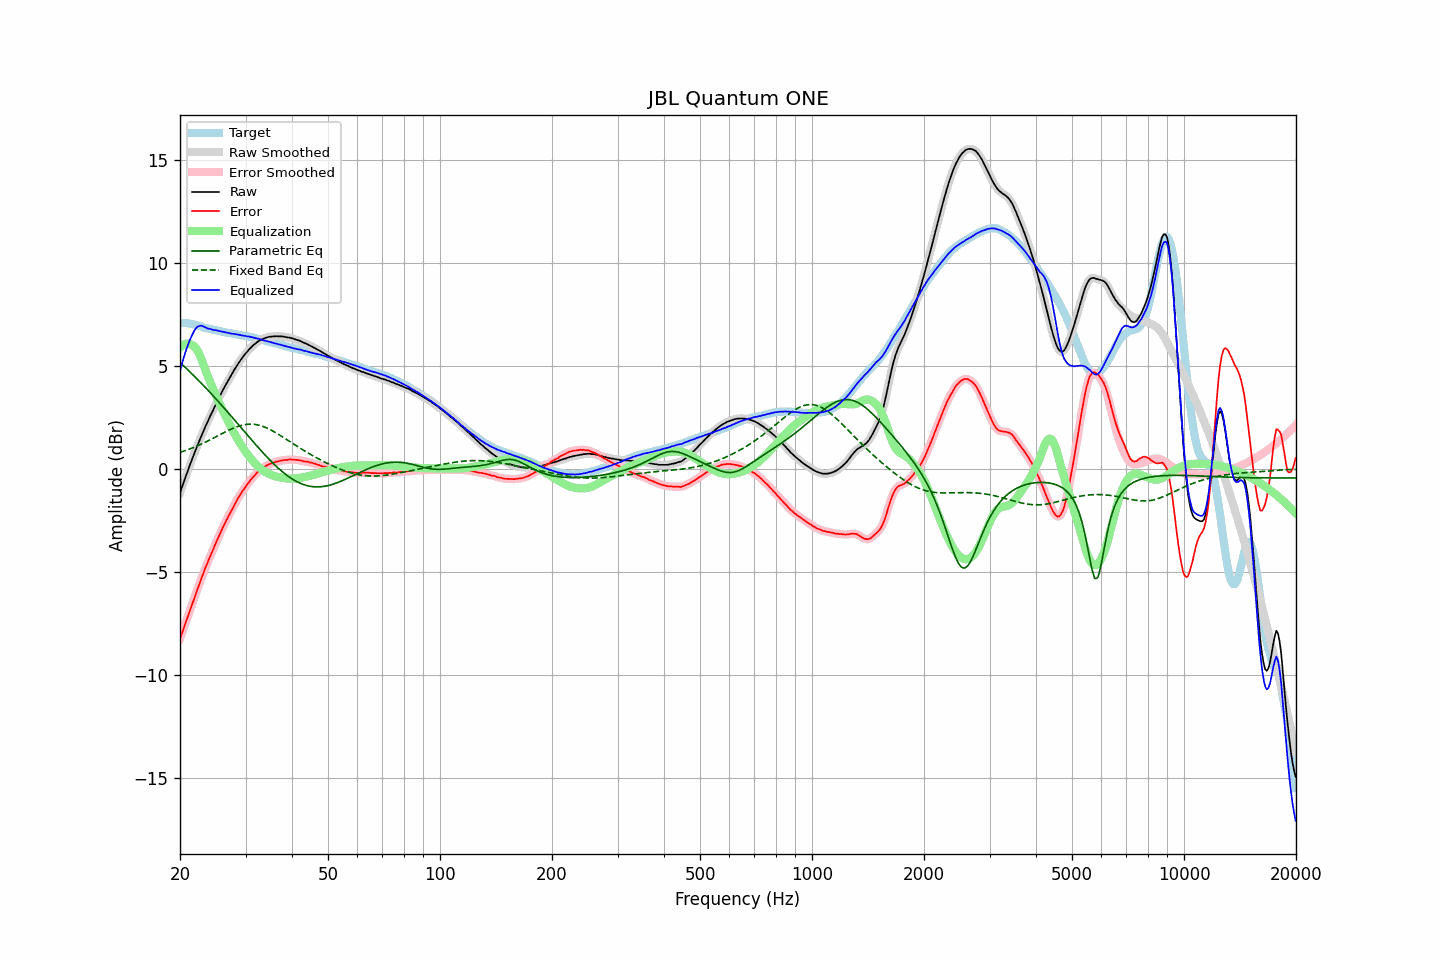 JBL Quantum ONE
Target
Raw Smoothed
Error Smoothed
Raw
Error
Equalization
Parametric Eq
Fixed Band Eq
Equalized
15
10
5
0
−5
−10
−15
Amplitude (dBr)
20 50 100 200 500 1000 2000 5000 10000 20000
Frequency (Hz)